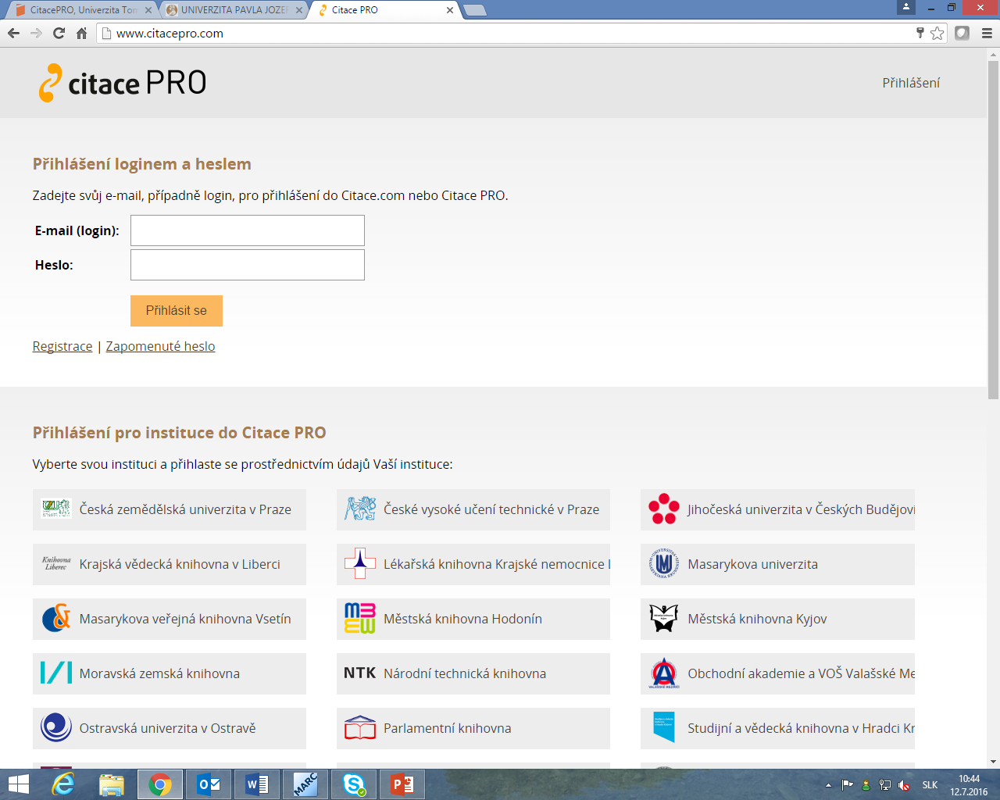 CitacePRO, Univerzita Tom
UNIVERZITA PAVLA JOZEF
Citace PRO
www.citacepro.com
citace PRO
Přihlášení
Přihlášení loginem a heslem
Zadejte svůj e-mail, případně login, pro přihlášení do Citace.com nebo Citace PRO.
E-mail (login):
Heslo:
Přihlásit se
Registrace | Zapomenuté heslo
Přihlášení pro instituce do Citace PRO
Vyberte svou instituci a přihlaste se prostřednictvím údajů Vaší instituce:
Česká zemědělská univerzita v Praze
České vysoké učení technické v Praze
Jihočeská univerzita v Českých Budějovi
Knihovna
Liberec
Krajská vědecká knihovna v Liberci
Lékařská knihovna Krajské nemocnice
Masarykova univerzita
Masarykova veřejná knihovna Vsetín
Městská knihovna Hodonín
Městská knihovna Kyjov
Moravská zemská knihovna
NTK
Národní technická knihovna
Obchodní akademie a VOŠ Valašské Me
Ostravská univerzita v Ostravě
Parlamentní knihovna
Studijní a vědecká knihovna v Hradci Kr
MARC
SLK
10:44
12.7.2016